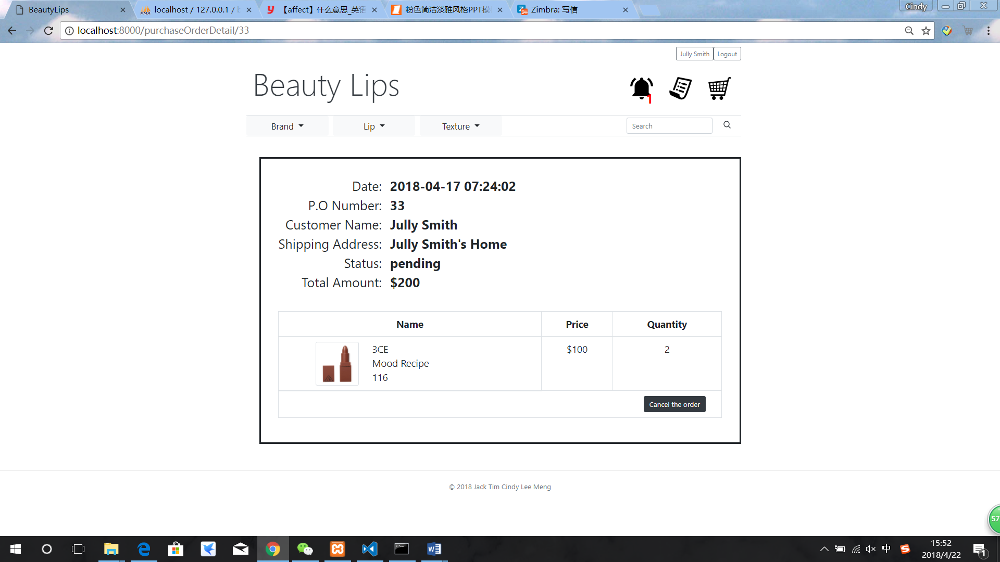 BeautyLips
localhost / 127.0.0.1 / b
【affect】什么意思_英语
粉色简洁淡雅风格PPT模
Zimbra: 写信
Cindy
localhost:8000/purchaseOrderDetail/33
Jully Smith
Logout
Beauty Lips
1
Brand
Lip
Texture
Search
Date: 2018-04-17 07:24:02
P.O Number: 33
Customer Name: Jully Smith
Shipping Address: Jully Smith's Home
Status: pending
Total Amount: $200
Name Price Quantity
3CE $100 2
Mood Recipe
116
Cancel the order
© 2018 Jack Tim Cindy Lee Meng
57
中
15:52
2018/4/22
1